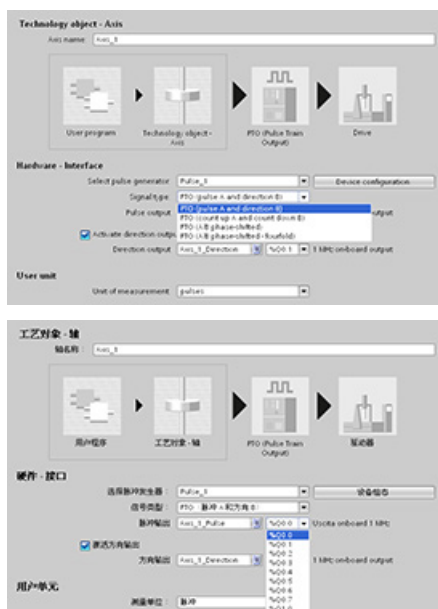 Technology object - Axis
Axis name: Axis_1
User program
Technology object - Axis
PTO (Pulse Train Output)
Drive
Hardware - Interface
Select pulse generator: Pulse_1 Device configuration
Signal type: PTO (pulse A and direction B)
PTO (pulse A and direction B)
Pulse output: PTO (count up A and count down B) output
PTO (A/B phase-shifted)
Activate direction outpu PTO (A/B phase-shifted - fourfold)
Direction output: Axis_1_Direction %Q0.1 1 MHz on-board output
User unit
Unit of measurement: pulses
工艺对象 - 轴
轴名称: Axis_1
用户程序
工艺对象 - 轴
PTO (Pulse Train Output)
驱动器
硬件 - 接口
选择脉冲发生器: Pulse_1 设备组态
信号类型: PTO（脉冲 A 和方向 B）
脉冲输出: Axis_1_Pulse %Q0.0 Uscita onboard 1 MHz
%Q0.0
激活方向输出 %Q0.1
%Q0.2
方向输出: Axis_1_Direction %Q0.3 1 MHz on-board output
%Q0.4
%Q0.5
用户单元 %Q0.6
测量单位: 脉冲 %Q0.7